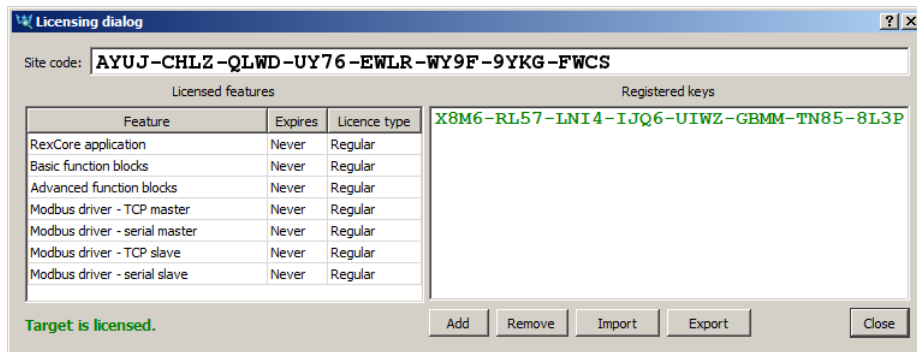 Licensing dialog
Site code: AYUJ-CHLZ-QLWD-UY76-EWLR-WY9F-9YKG-FWCS
Licensed features Registered keys
Feature Expires Licence type
X8M6-RL57-LNI4-IJQ6-UIWZ-GBMM-TN85-8L3P
RexCore application Never Regular
Basic function blocks Never Regular
Advanced function blocks Never Regular
Modbus driver - TCP master Never Regular
Modbus driver - serial master Never Regular
Modbus driver - TCP slave Never Regular
Modbus driver - serial slave Never Regular
Target is licensed. Add Remove Import Export Close